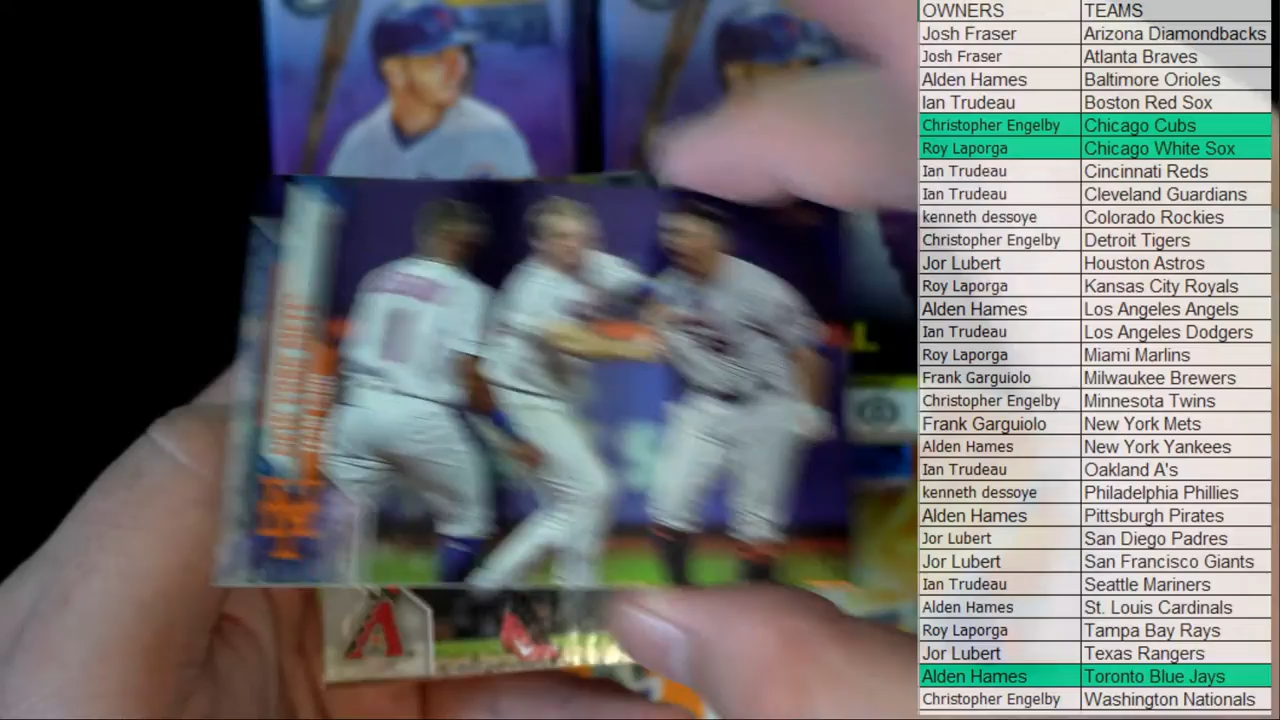 OWNERS TEAMS
Josh Fraser Arizona Diamondbacks
Josh Fraser Atlanta Braves
Alden Hames Baltimore Orioles
Ian Trudeau Boston Red Sox
Christopher Engelby Chicago Cubs
Roy Laporga Chicago White Sox
Ian Trudeau Cincinnati Reds
Ian Trudeau Cleveland Guardians
kenneth dessoye Colorado Rockies
Christopher Engelby Detroit Tigers
Jor Lubert Houston Astros
Roy Laporga Kansas City Royals
Alden Hames Los Angeles Angels
Ian Trudeau Los Angeles Dodgers
Roy Laporga Miami Marlins
Frank Garguiolo Milwaukee Brewers
Christopher Engelby Minnesota Twins
Frank Garguiolo New York Mets
Alden Hames New York Yankees
Ian Trudeau Oakland A's
kenneth dessoye Philadelphia Phillies
Alden Hames Pittsburgh Pirates
Jor Lubert San Diego Padres
Jor Lubert San Francisco Giants
Ian Trudeau Seattle Mariners
Alden Hames St. Louis Cardinals
Roy Laporga Tampa Bay Rays
Jor Lubert Texas Rangers
Alden Hames Toronto Blue Jays
Christopher Engelby Washington Nationals